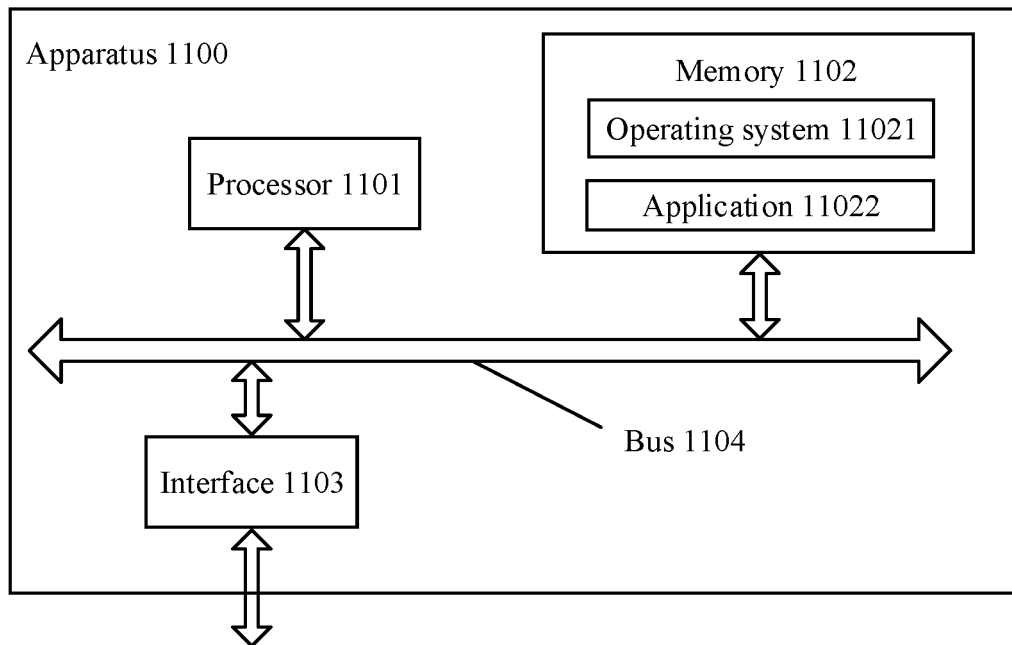 Apparatus 1100
Memory 1102
Operating system 11021
Application 11022
Processor 1101
Bus 1104
Interface 1103